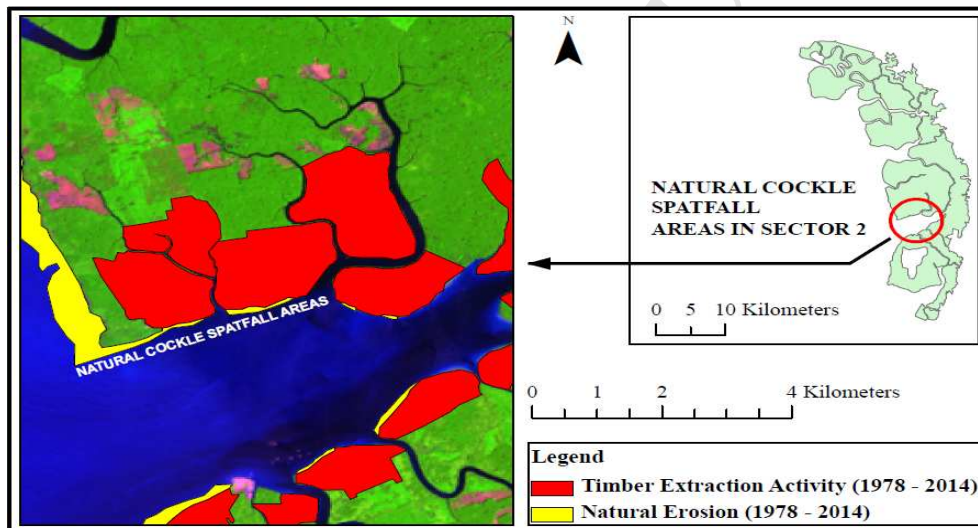 N
NATURAL COCKLE
SPATFALL
AREAS IN SECTOR 2
0 5 10 Kilometers
NATURAL COCKLE SPATFALL AREAS
0 1 2 4 Kilometers
Legend
Timber Extraction Activity (1978 - 2014)
Natural Erosion (1978 - 2014)